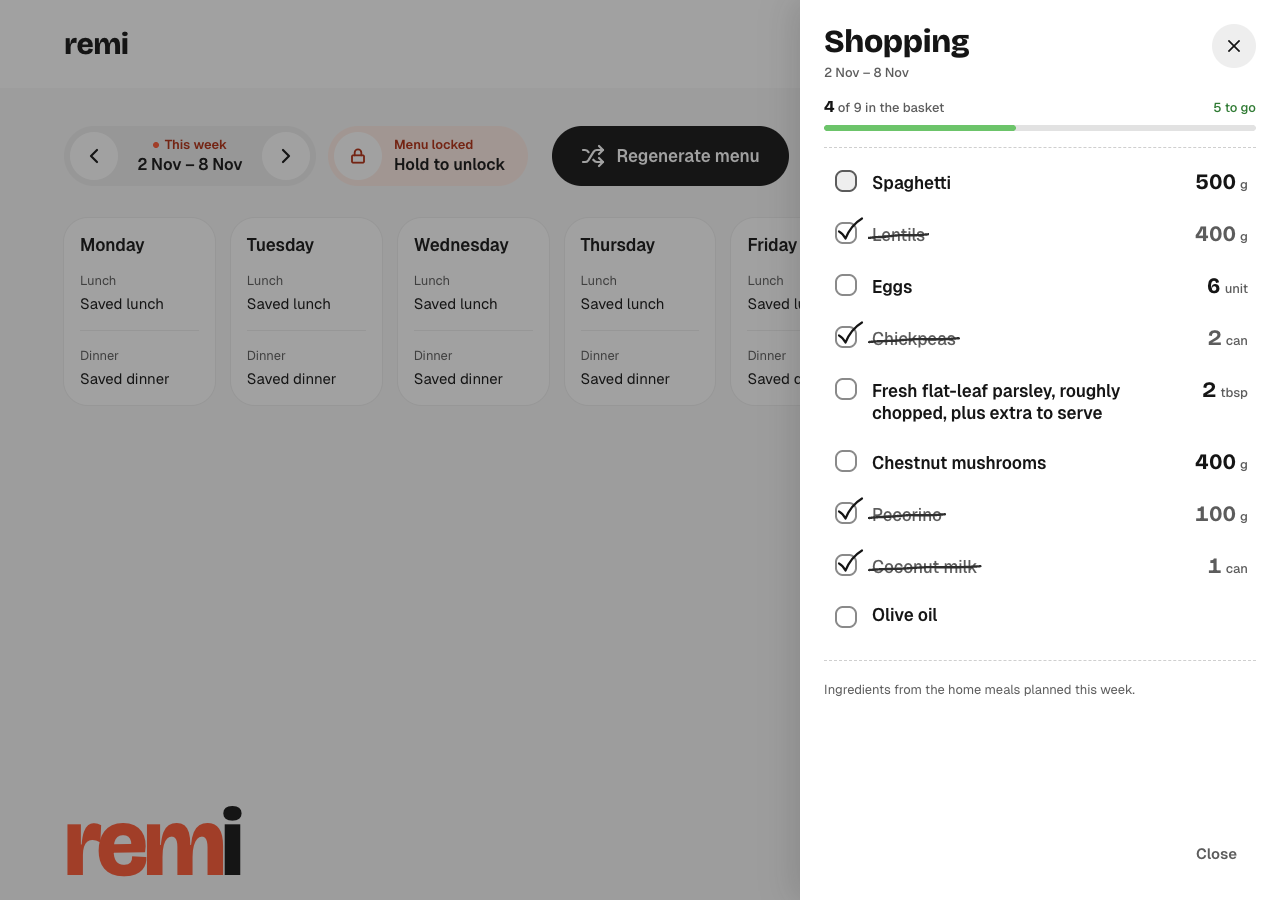 remi
This week
2 Nov – 8 Nov
Menu locked
Hold to unlock
Regenerate menu
Monday
Lunch
Saved lunch
Dinner
Saved dinner
Tuesday
Lunch
Saved lunch
Dinner
Saved dinner
Wednesday
Lunch
Saved lunch
Dinner
Saved dinner
Thursday
Lunch
Saved lunch
Dinner
Saved dinner
Friday
Lunch
Saved
Dinner
Saved
remi
Shopping
2 Nov – 8 Nov
4 of 9 in the basket
5 to go
Spaghetti 500 g
Lentils 400 g
Eggs 6 unit
Chickpeas 2 can
Fresh flat-leaf parsley, roughly 2 tbsp
chopped, plus extra to serve
Chestnut mushrooms 400 g
Pecorino 100 g
Coconut milk 1 can
Olive oil
Ingredients from the home meals planned this week.
Close